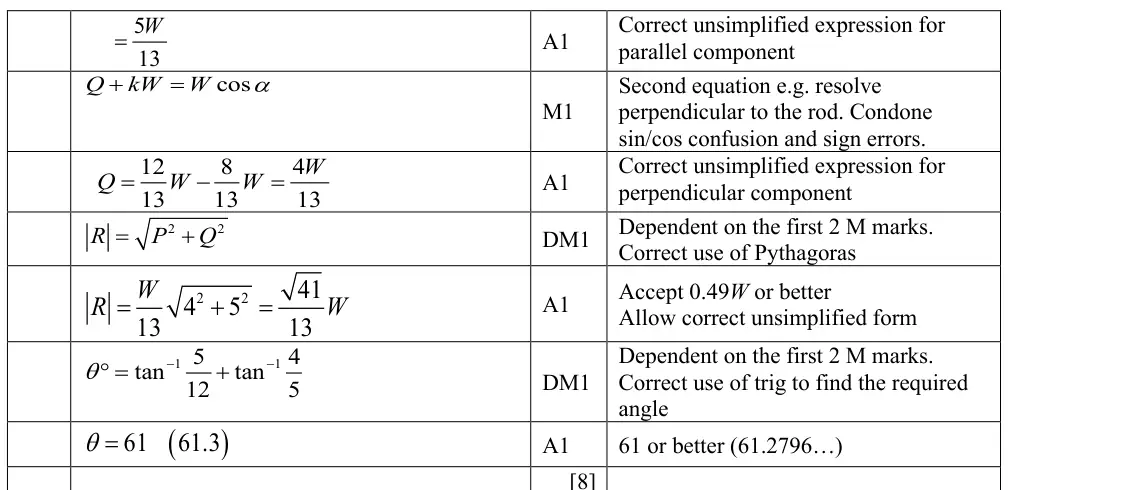 = 5W/13
A1
Correct unsimplified expression for
parallel component
Q + kW = W cos α
M1
Second equation e.g. resolve
perpendicular to the rod. Condone
sin/cos confusion and sign errors.
Q = 12/13 W − 8/13 W = 4W/13
A1
Correct unsimplified expression for
perpendicular component
|R| = √(P² + Q²)
DM1
Dependent on the first 2 M marks.
Correct use of Pythagoras
|R| = W/13 √(4² + 5²) = √41/13 W
A1
Accept 0.49W or better
Allow correct unsimplified form
θ° = tan⁻¹ 5/12 + tan⁻¹ 4/5
DM1
Dependent on the first 2 M marks.
Correct use of trig to find the required
angle
θ = 61 (61.3)
A1
61 or better (61.2796…)
[8]